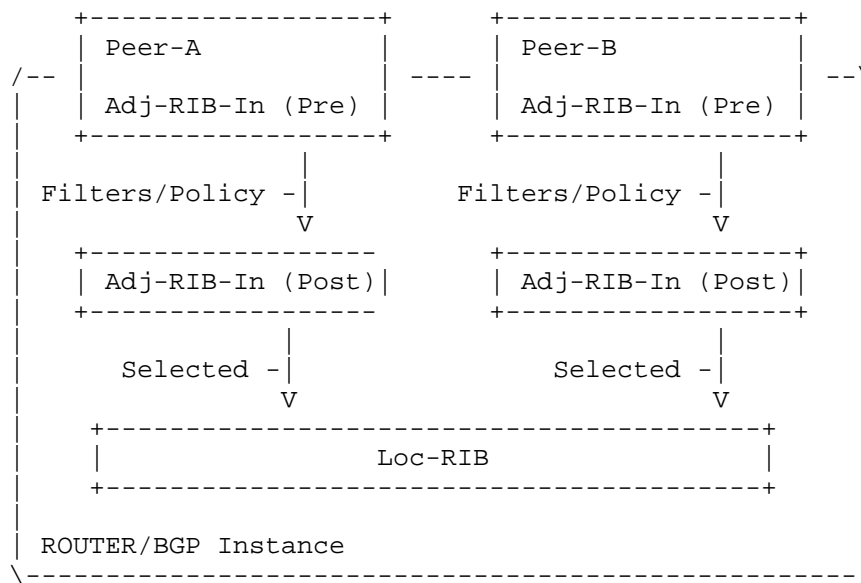 Peer-A Peer-B
Adj-RIB-In (Pre) Adj-RIB-In (Pre)
Filters/Policy - Filters/Policy -
V V
Adj-RIB-In (Post) Adj-RIB-In (Post)
Selected - Selected -
V V
Loc-RIB
ROUTER/BGP Instance